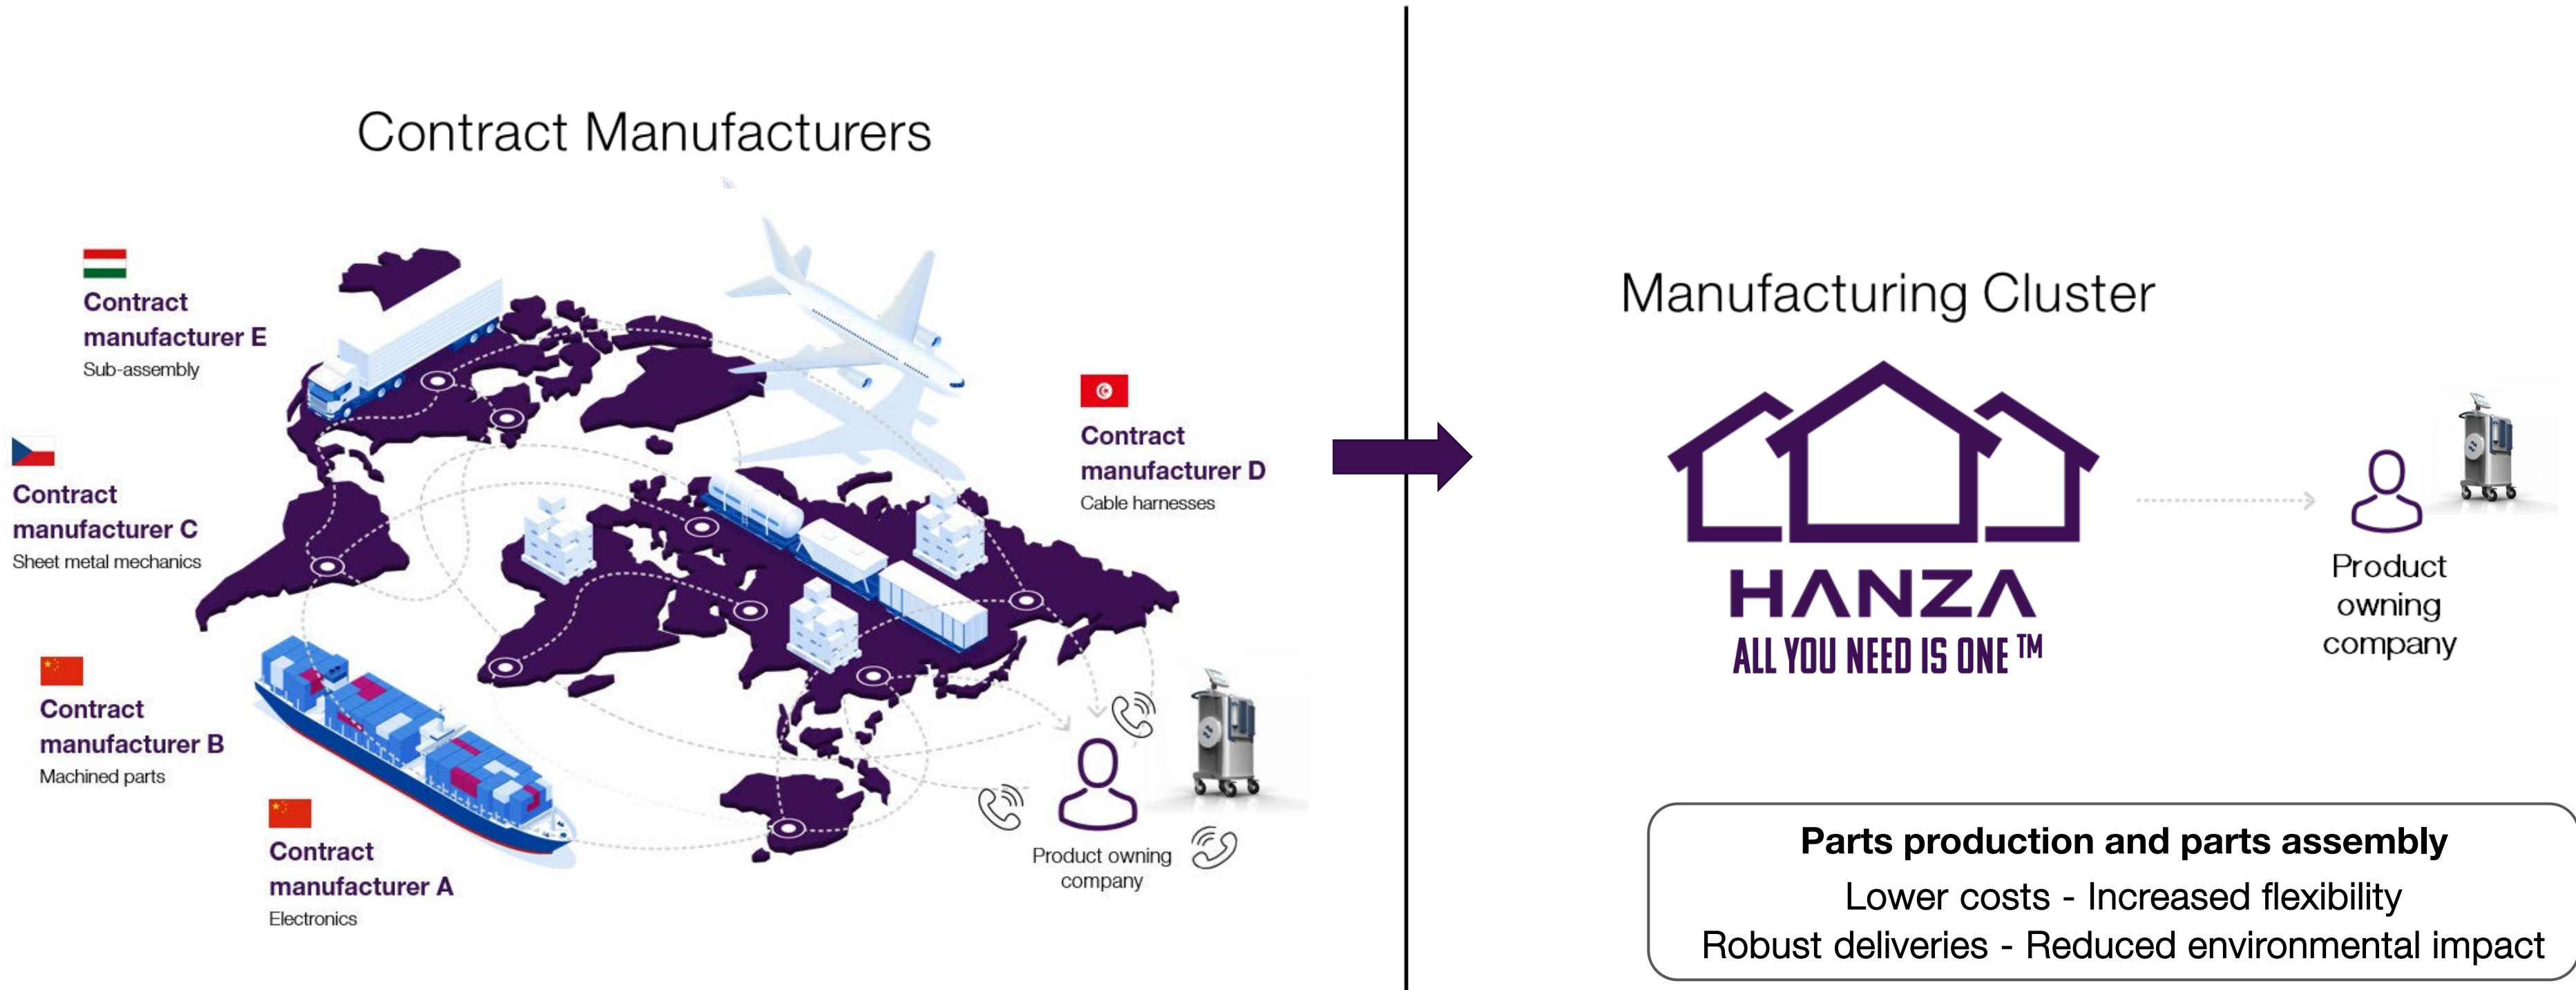 Contract Manufacturers
Contract
manufacturer E
Sub-assembly
Contract
manufacturer D
Cable harnesses
Contract
manufacturer C
Sheet metal mechanics
Contract
manufacturer B
Machined parts
Contract
manufacturer A
Electronics
Product owning
company
Manufacturing Cluster
HANZA
ALL YOU NEED IS ONE™
Product
owning
company
Parts production and parts assembly
Lower costs - Increased flexibility
Robust deliveries - Reduced environmental impact